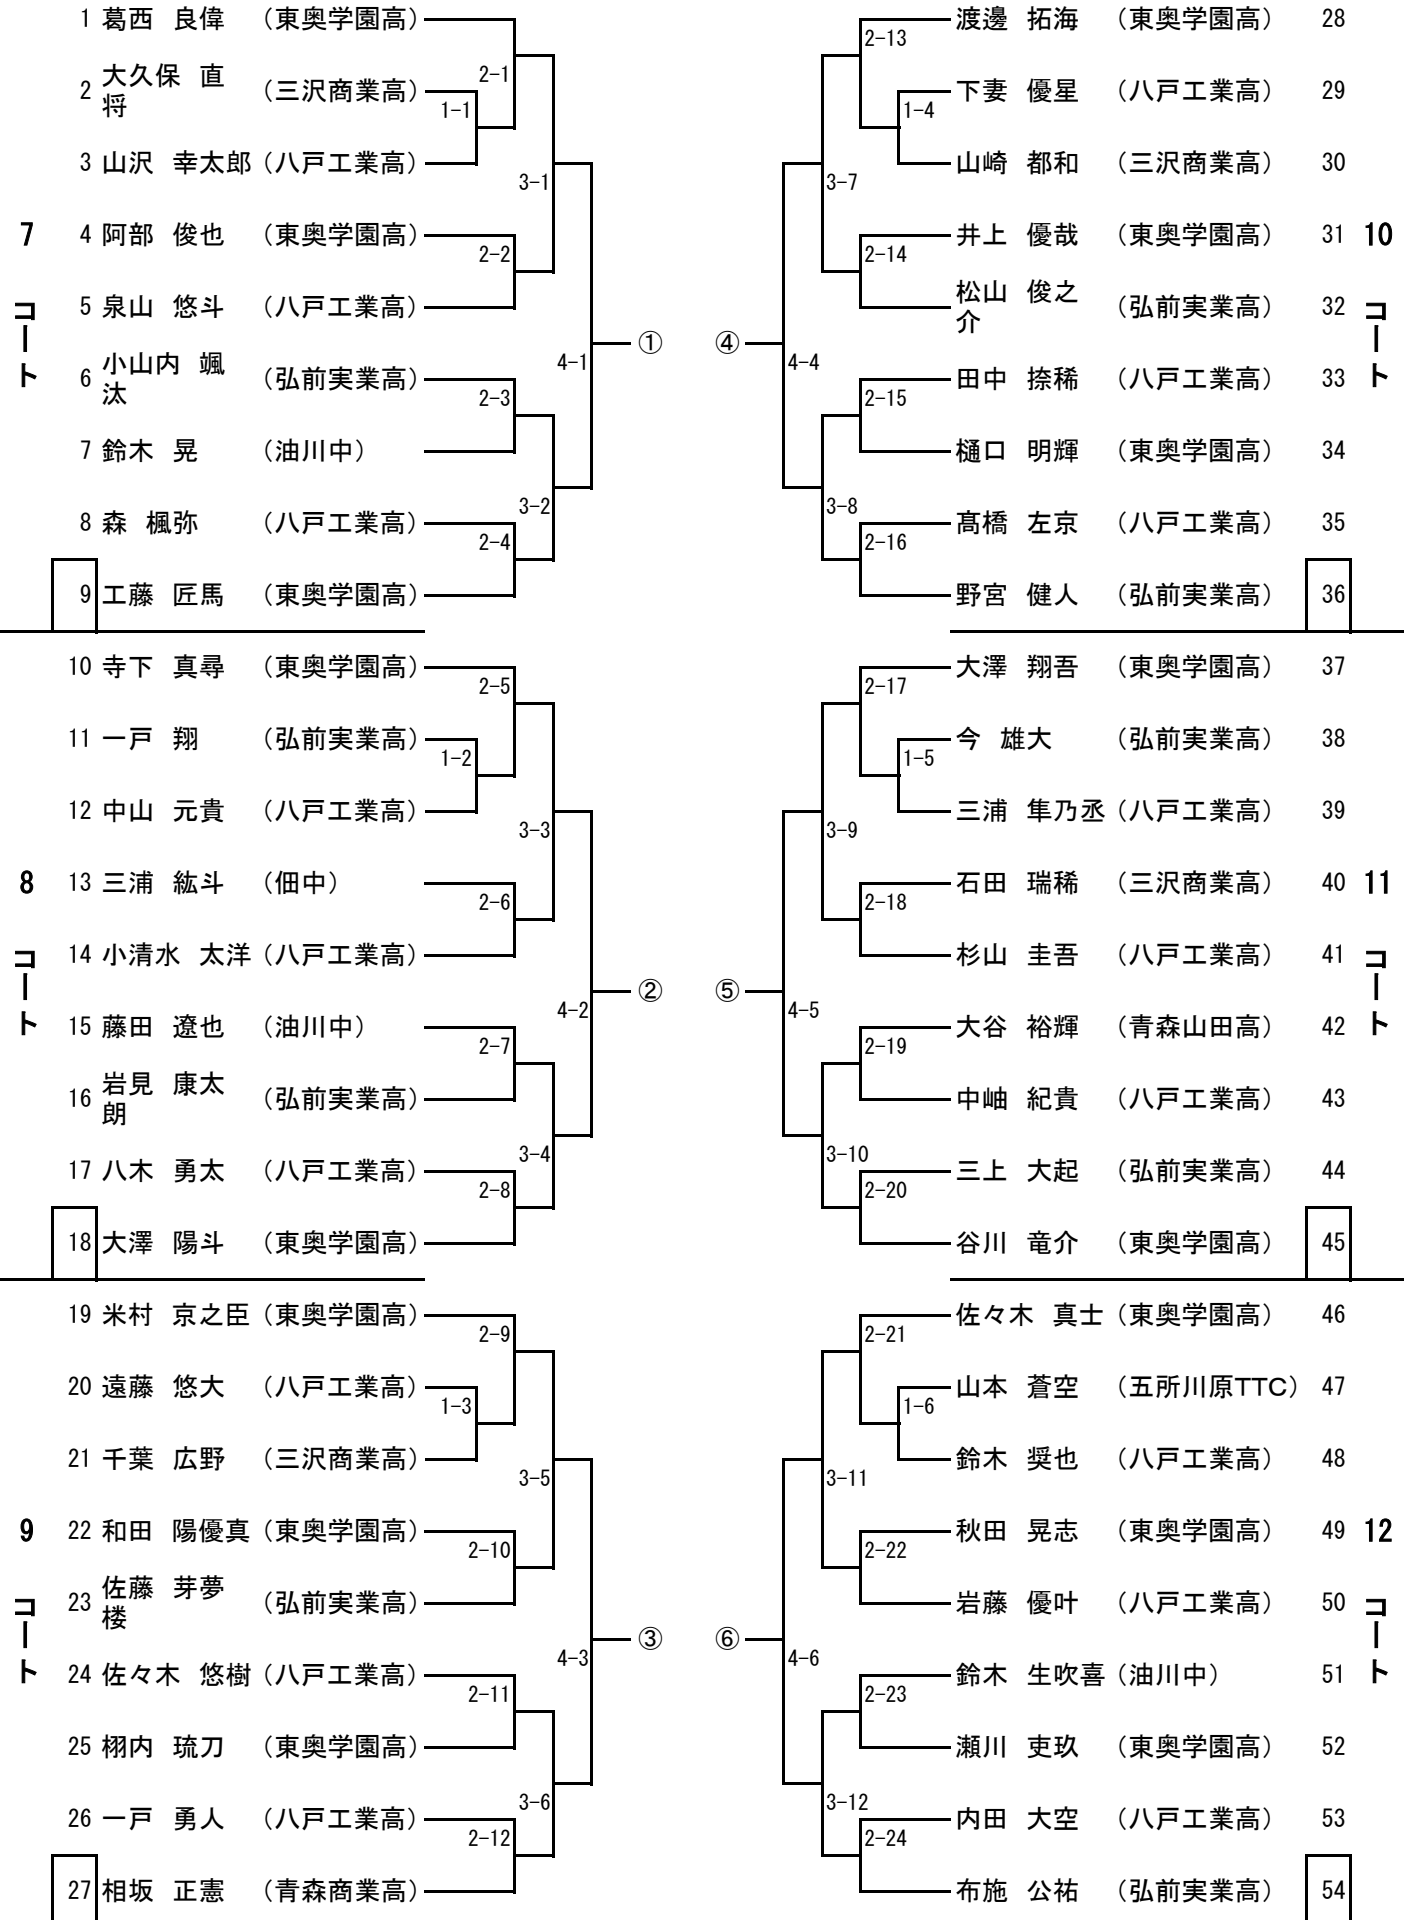 1 葛西 良偉 （東奥学園高）
2 大久保 直
将 （三沢商業高）
3 山沢 幸太郎 （八戸工業高）
4 阿部 俊也 （東奥学園高）
5 泉山 悠斗 （八戸工業高）
6 小山内 颯
汰 （弘前実業高）
7 鈴木 晃 （油川中）
8 森 楓弥 （八戸工業高）
9 工藤 匠馬 （東奥学園高）
7
コート
1-1
2-1
2-2
2-3
2-4
3-1
3-2
4-1
①
10 寺下 真尋 （東奥学園高）
11 一戸 翔 （弘前実業高）
12 中山 元貴 （八戸工業高）
13 三浦 紘斗 （佃中）
14 小清水 太洋 （八戸工業高）
15 藤田 遼也 （油川中）
16 岩見 康太
朗 （弘前実業高）
17 八木 勇太 （八戸工業高）
18 大澤 陽斗 （東奥学園高）
8
コート
1-2
2-5
2-6
2-7
2-8
3-3
3-4
4-2
②
19 米村 京之臣 （東奥学園高）
20 遠藤 悠大 （八戸工業高）
21 千葉 広野 （三沢商業高）
22 和田 陽優真 （東奥学園高）
23 佐藤 芽夢
楼 （弘前実業高）
24 佐々木 悠樹 （八戸工業高）
25 栩内 琉刀 （東奥学園高）
26 一戸 勇人 （八戸工業高）
27 相坂 正憲 （青森商業高）
9
コート
1-3
2-9
2-10
2-11
2-12
3-5
3-6
4-3
③
渡邊 拓海 （東奥学園高） 28
下妻 優星 （八戸工業高） 29
山崎 都和 （三沢商業高） 30
井上 優哉 （東奥学園高） 31
松山 俊之
介 （弘前実業高） 32
田中 捺稀 （八戸工業高） 33
樋口 明輝 （東奥学園高） 34
髙橋 左京 （八戸工業高） 35
野宮 健人 （弘前実業高） 36
10
コート
1-4
2-13
2-14
2-15
2-16
3-7
3-8
4-4
④
大澤 翔吾 （東奥学園高） 37
今 雄大 （弘前実業高） 38
三浦 隼乃丞 （八戸工業高） 39
石田 瑞稀 （三沢商業高） 40
杉山 圭吾 （八戸工業高） 41
大谷 裕輝 （青森山田高） 42
中岫 紀貴 （八戸工業高） 43
三上 大起 （弘前実業高） 44
谷川 竜介 （東奥学園高） 45
11
コート
1-5
2-17
2-18
2-19
2-20
3-9
3-10
4-5
⑤
佐々木 真士 （東奥学園高） 46
山本 蒼空 （五所川原TTC） 47
鈴木 奨也 （八戸工業高） 48
秋田 晃志 （東奥学園高） 49
岩藤 優叶 （八戸工業高） 50
鈴木 生吹喜 （油川中） 51
瀬川 吏玖 （東奥学園高） 52
内田 大空 （八戸工業高） 53
布施 公祐 （弘前実業高） 54
12
コート
1-6
2-21
2-22
2-23
2-24
3-11
3-12
4-6
⑥